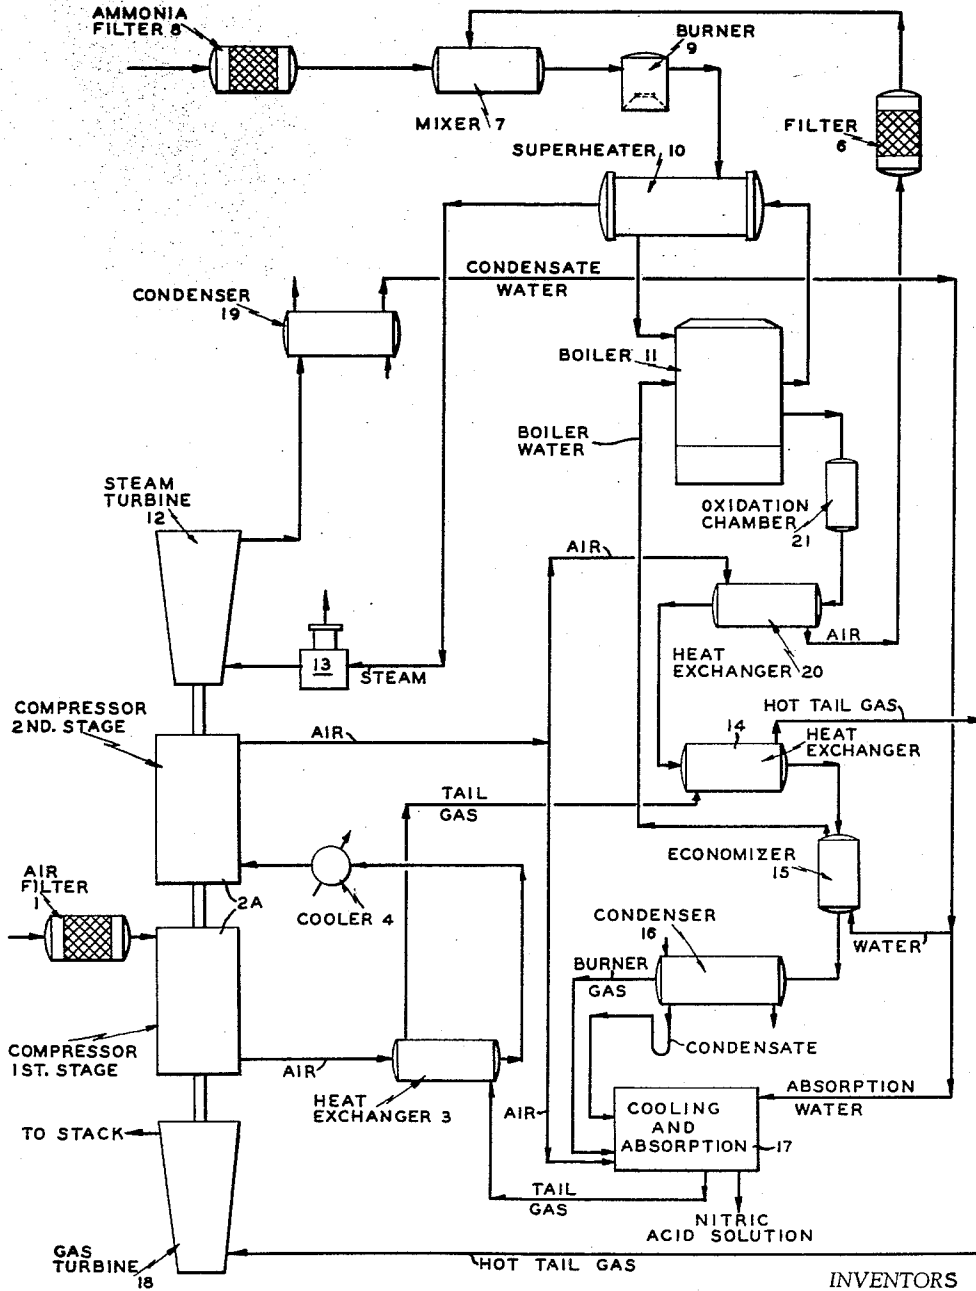 AMMONIA
FILTER 8
BURNER
9
MIXER 7
FILTER
6
SUPERHEATER 10
CONDENSATE
WATER
CONDENSER
19
BOILER 11
BOILER
WATER
STEAM
TURBINE
12
OXIDATION
CHAMBER
21
AIR
13
STEAM
AIR
HEAT
EXCHANGER 20
COMPRESSOR
2ND. STAGE
AIR
HOT TAIL GAS
14
HEAT
EXCHANGER
TAIL
GAS
ECONOMIZER
15
AIR
FILTER
1
2A
COOLER 4
CONDENSER
16
WATER
BURNER
GAS
CONDENSATE
COMPRESSOR
1ST. STAGE
AIR
HEAT
EXCHANGER 3
AIR
ABSORPTION
WATER
COOLING
AND
ABSORPTION
17
TO STACK
TAIL
GAS
NITRIC
ACID SOLUTION
GAS
TURBINE
18
HOT TAIL GAS
INVENTORS